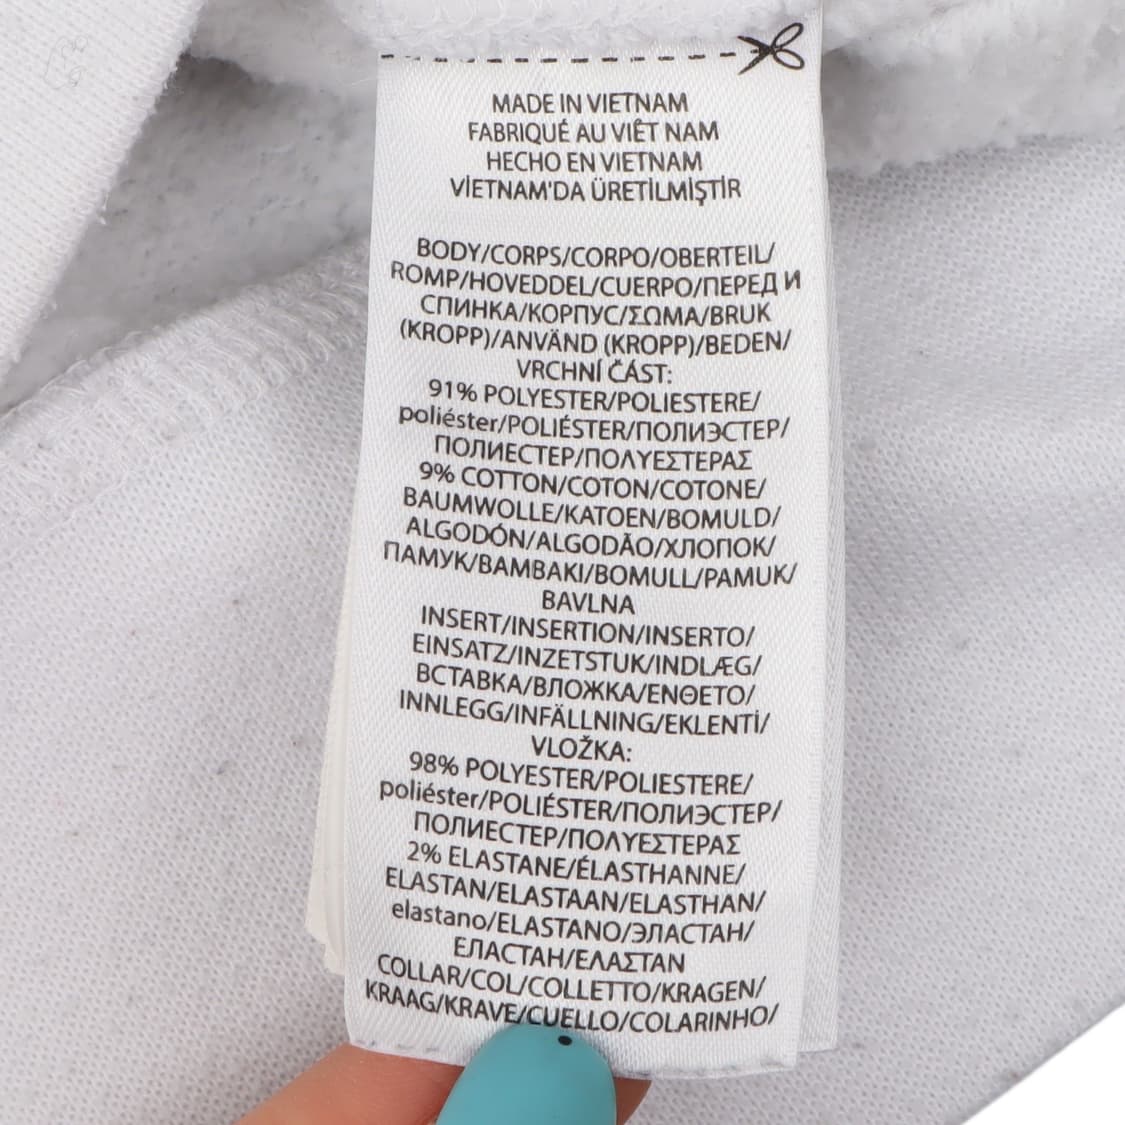 MADE IN VIETNAM
FABRIQUÉ AU VIÊT NAM
HECHO EN VIETNAM
VİETNAM'DA ÜRETİLMİŞTİR
BODY/CORPS/CORPO/OBERTEIL/
ROMP/HOVEDDEL/CUERPO/ПЕРЕД И
СПИНКА/КОРПУС/ΣΩΜΑ/BRUK
(KROPP)/ANVÄND (KROPP)/BEDEN/
VRCHNÍ ČÁST:
91% POLYESTER/POLIESTERE/
poliéster/POLIÉSTER/ПОЛИЭСТЕР/
ПОЛИЕСТЕР/ΠΟΛΥΕΣΤΕΡΑΣ
9% COTTON/COTON/COTONE/
BAUMWOLLE/KATOEN/BOMULD/
ALGODÓN/ALGODÃO/ХЛОПОК/
ПАМУК/ΒΑΜΒΑΚΙ/BOMULL/PAMUK/
BAVLNA
INSERT/INSERTION/INSERTO/
EINSATZ/INZETSTUK/INDLÆG/
ВСТАВКА/ВЛОЖКА/ΕΝΘΕΤΟ/
INNLEGG/INFÄLLNING/EKLENTİ/
VLOŽKA:
98% POLYESTER/POLIESTERE/
poliéster/POLIÉSTER/ПОЛИЭСТЕР/
ПОЛИЕСТЕР/ΠΟΛΥΕΣΤΕΡΑΣ
2% ELASTANE/ÉLASTHANNE/
ELASTAN/ELASTAAN/ELASTHAN/
elastano/ELASTANO/ЭЛАСТАН/
ЕЛАСТАН/ΕΛΑΣΤΑΝ
COLLAR/COL/COLLETTO/KRAGEN/
KRAAG/KRAVE/CUELLO/COLARINHO/